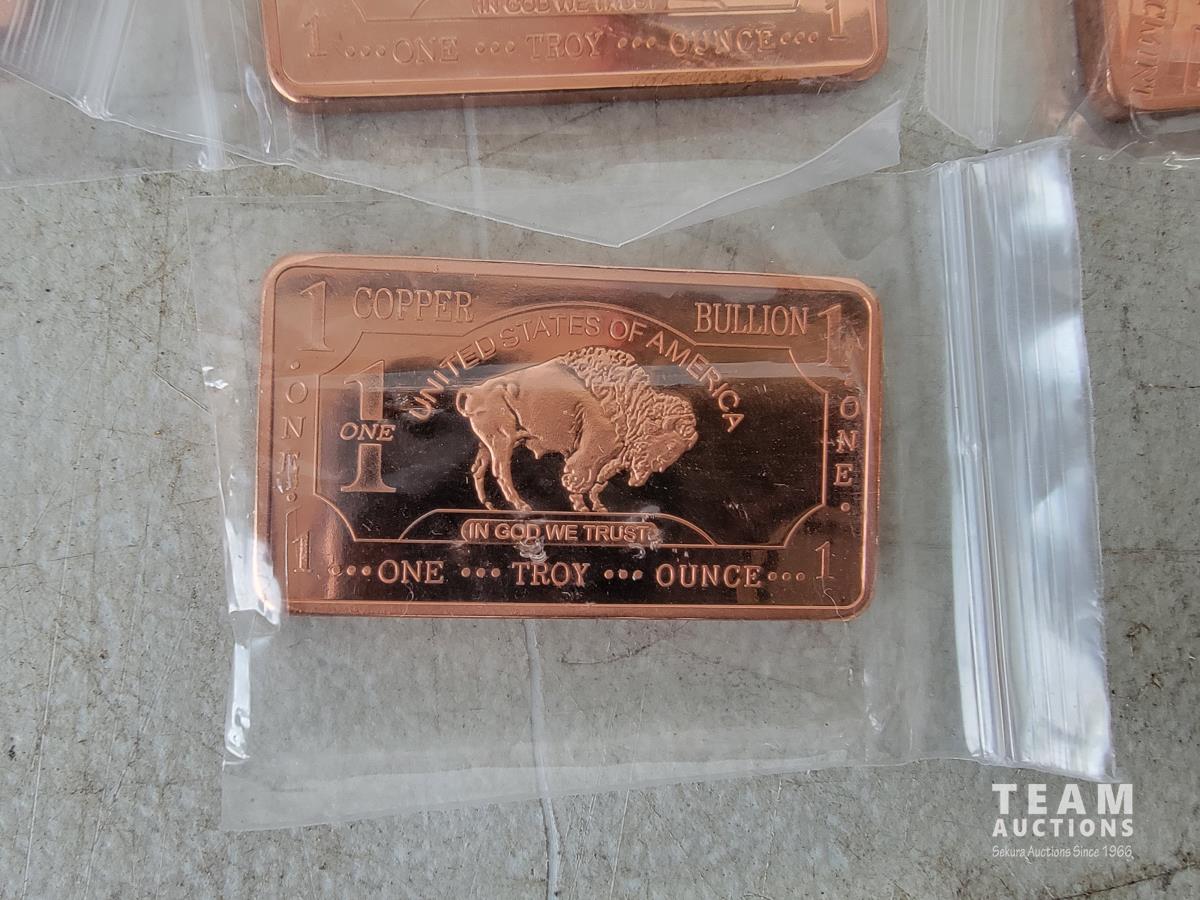 IN GOD WE TRUST
1 ... ONE ... TROY ... OUNCE ... 1
1 COPPER BULLION 1
UNITED STATES OF AMERICA
· ONE ·
1
ONE
· ONE ·
IN GOD WE TRUST
1 ... ONE ... TROY ... OUNCE ... 1
TEAM
AUCTIONS
Sekura Auctions Since 1966